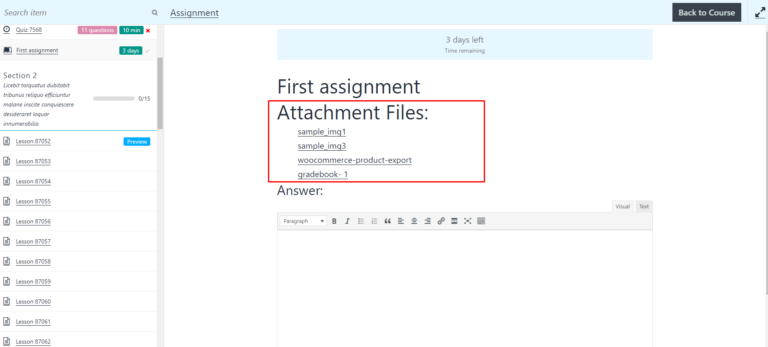 Search item
Assignment
Back to Course
Quiz 7568
11 questions
10 min
First assignment
3 days
Section 2
Licebit torquatus dubitabit
tribunus reliquo efficiuntur
malane inscite conquiescere
desideraret loquar
innumerabilia
0/15
Lesson 87052
Preview
Lesson 87053
Lesson 87054
Lesson 87055
Lesson 87056
Lesson 87057
Lesson 87058
Lesson 87059
Lesson 87060
Lesson 87061
Lesson 87062
3 days left
Time remaining
First assignment
Attachment Files:
sample_img1
sample_img3
woocommerce-product-export
gradebook- 1
Answer:
Visual
Text
Paragraph
B
I